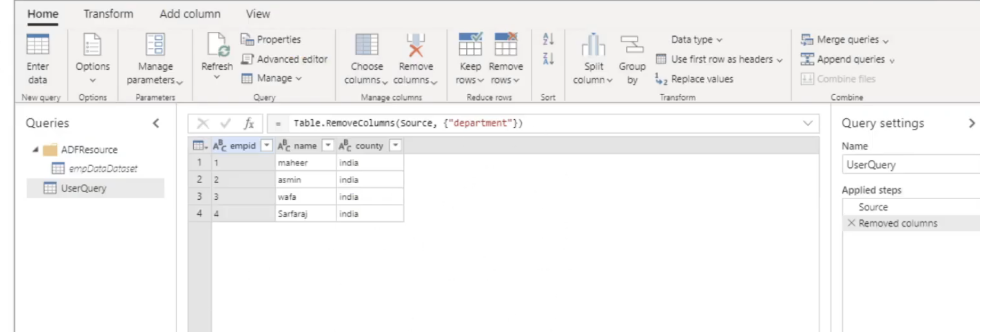 Home Transform Add column View
Properties Data type Merge queries
Advanced editor Use first row as headers Append queries
Enter Options Manage Refresh Choose Remove Keep Remove Split Group
data parameters Manage columns columns rows rows column by Replace values Combine files
New query Options Parameters Query Manage columns Reduce rows Sort Transform Combine
Queries
fx = Table.RemoveColumns(Source, {"department"})
Query settings
ADFResource
empDataDataset
UserQuery
ABC empid ABC name ABC county
1 1 maheer india
2 2 asmin india
3 3 wafa india
4 4 Sarfaraj india
Name
UserQuery
Applied steps
Source
Removed columns